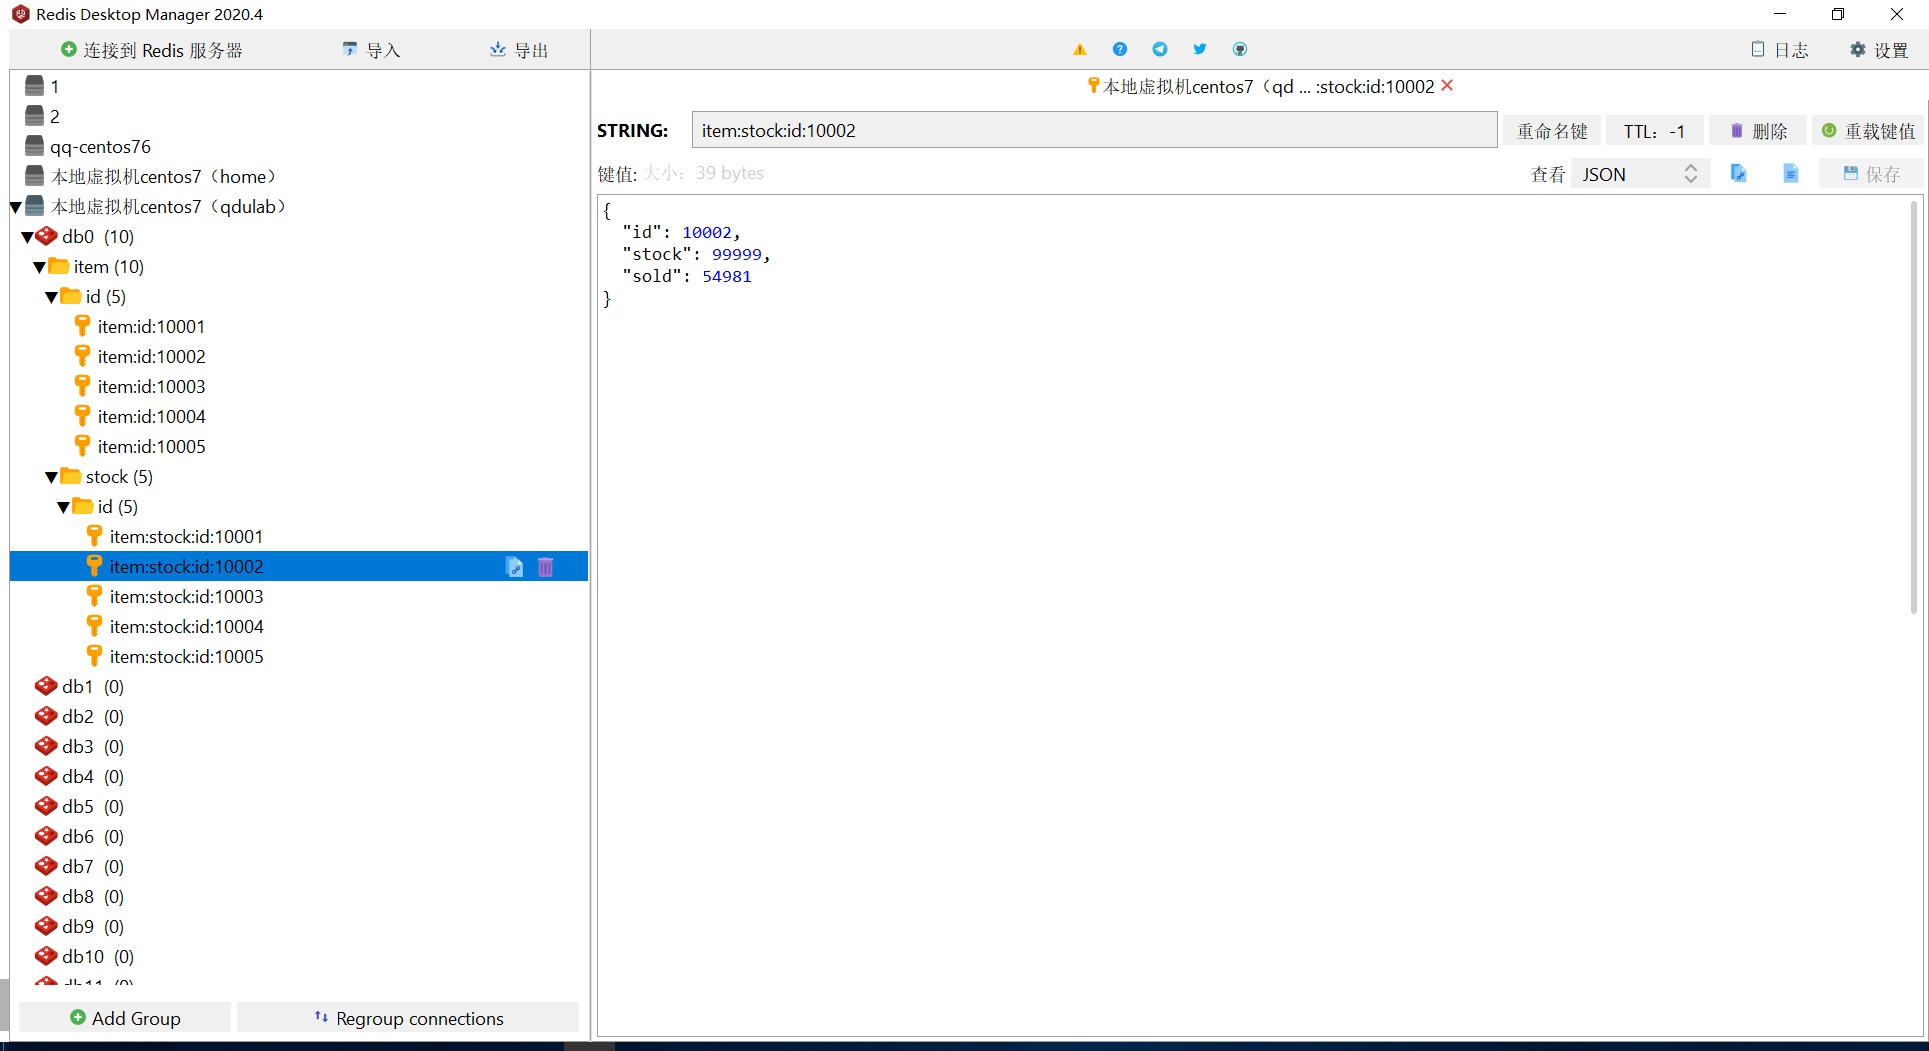 Redis Desktop Manager 2020.4
连接到 Redis 服务器
导入
导出
日志
设置
1
2
qq-centos76
本地虚拟机centos7（home）
本地虚拟机centos7（qdulab）
db0 (10)
item (10)
id (5)
item:id:10001
item:id:10002
item:id:10003
item:id:10004
item:id:10005
stock (5)
id (5)
item:stock:id:10001
item:stock:id:10002
item:stock:id:10003
item:stock:id:10004
item:stock:id:10005
db1 (0)
db2 (0)
db3 (0)
db4 (0)
db5 (0)
db6 (0)
db7 (0)
db8 (0)
db9 (0)
db10 (0)
db11 (0)
Add Group
Regroup connections
本地虚拟机centos7（qd ... :stock:id:10002
STRING:
item:stock:id:10002
重命名键
TTL：-1
删除
重载键值
键值: 大小：39 bytes
查看
JSON
保存
{
"id": 10002,
"stock": 99999,
"sold": 54981
}